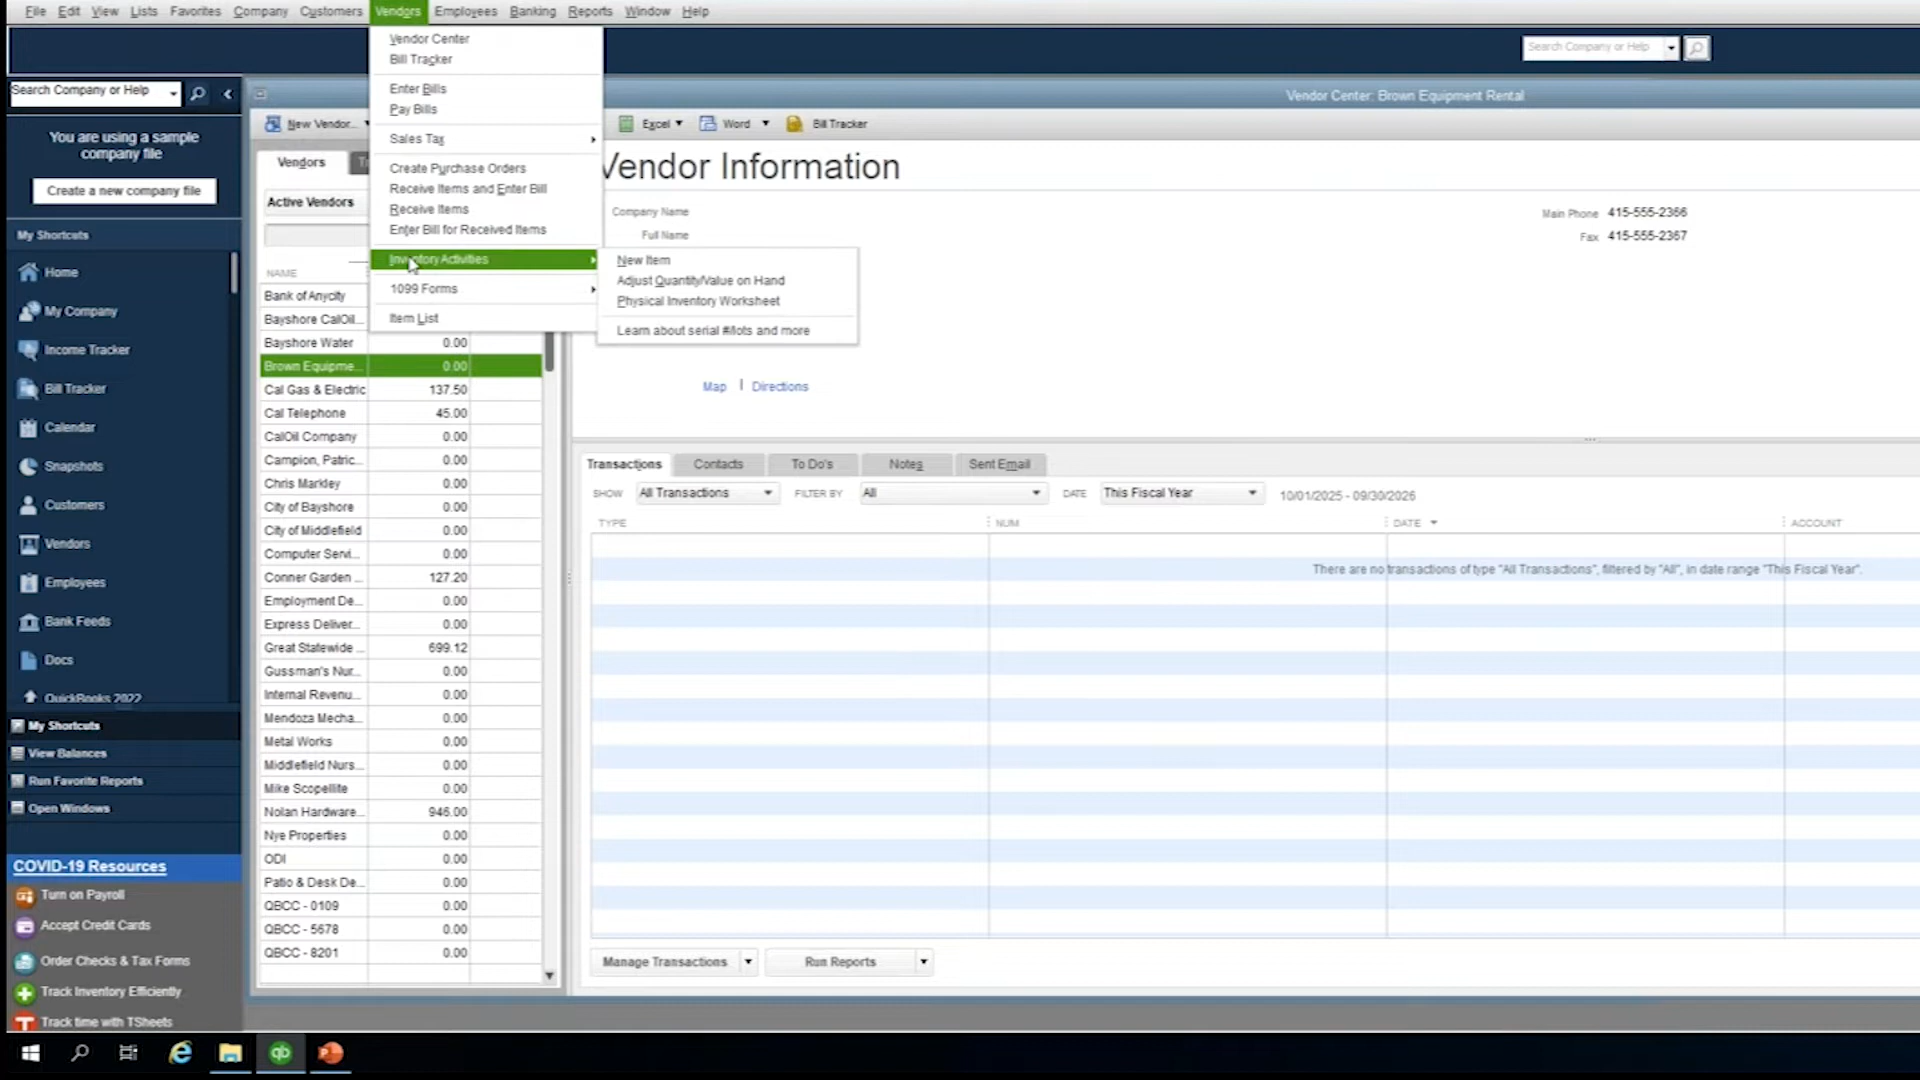 File Edit View Lists Favorites Company Customers Vendors Employees Banking Reports Window Help
Search Company or Help
Search Company or Help
You are using a sample
company file
Create a new company file
My Shortcuts
Home
My Company
Income Tracker
Bill Tracker
Calendar
Snapshots
Customers
Vendors
Employees
Bank Feeds
Docs
QuickBooks 2022
My Shortcuts
View Balances
Run Favorite Reports
Open Windows
COVID-19 Resources
Turn on Payroll
Accept Credit Cards
Order Checks & Tax Forms
Track Inventory Efficiently
Track time with TSheets
Vendor Center
Bill Tracker
Enter Bills
Pay Bills
Sales Tax
Create Purchase Orders
Receive Items and Enter Bill
Receive Items
Enter Bill for Received Items
Inventory Activities
1099 Forms
Item List
New Item
Adjust Quantity/Value on Hand
Physical Inventory Worksheet
Learn about serial #/lots and more
Vendor Center: Brown Equipment Rental
New Vendor... Excel Word Bill Tracker
Vendors
Active Vendors
NAME
Bank of Anycity
Bayshore CalOil...
Bayshore Water 0.00
Brown Equipme... 0.00
Cal Gas & Electric 137.50
Cal Telephone 45.00
CalOil Company 0.00
Campion, Patric... 0.00
Chris Markley 0.00
City of Bayshore 0.00
City of Middlefield 0.00
Computer Servi... 0.00
Conner Garden ... 127.20
Employment De... 0.00
Express Deliver... 0.00
Great Statewide ... 699.12
Gussman's Nur... 0.00
Internal Revenu... 0.00
Mendoza Mecha... 0.00
Metal Works 0.00
Middlefield Nurs... 0.00
Mike Scopellite 0.00
Nolan Hardware... 946.00
Nye Properties 0.00
ODI 0.00
Patio & Desk De... 0.00
QBCC - 0109 0.00
QBCC - 5678 0.00
QBCC - 8201 0.00
Vendor Information
Company Name
Full Name
Main Phone 415-555-2366
Fax 415-555-2367
Map | Directions
Transactions Contacts To Do's Notes Sent Email
SHOW All Transactions FILTER BY All DATE This Fiscal Year 10/01/2025 - 09/30/2026
TYPE NUM DATE ACCOUNT
There are no transactions of type "All Transactions", filtered by "All", in date range "This Fiscal Year".
Manage Transactions Run Reports
qb